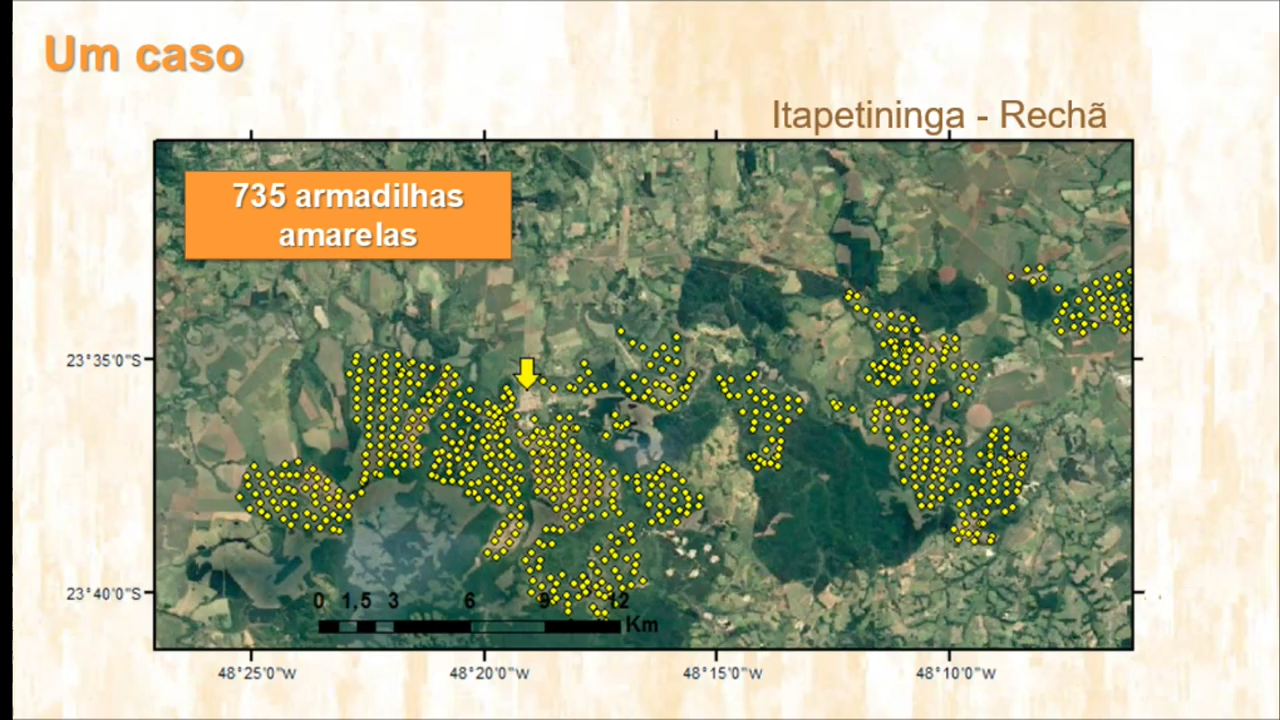 Um caso
Itapetininga - Rechã
735 armadilhas
amarelas
23°35'0"S
23°40'0"S
0 1,5 3 6 9 12
Km
48°25'0"W 48°20'0"W 48°15'0"W 48°10'0"W